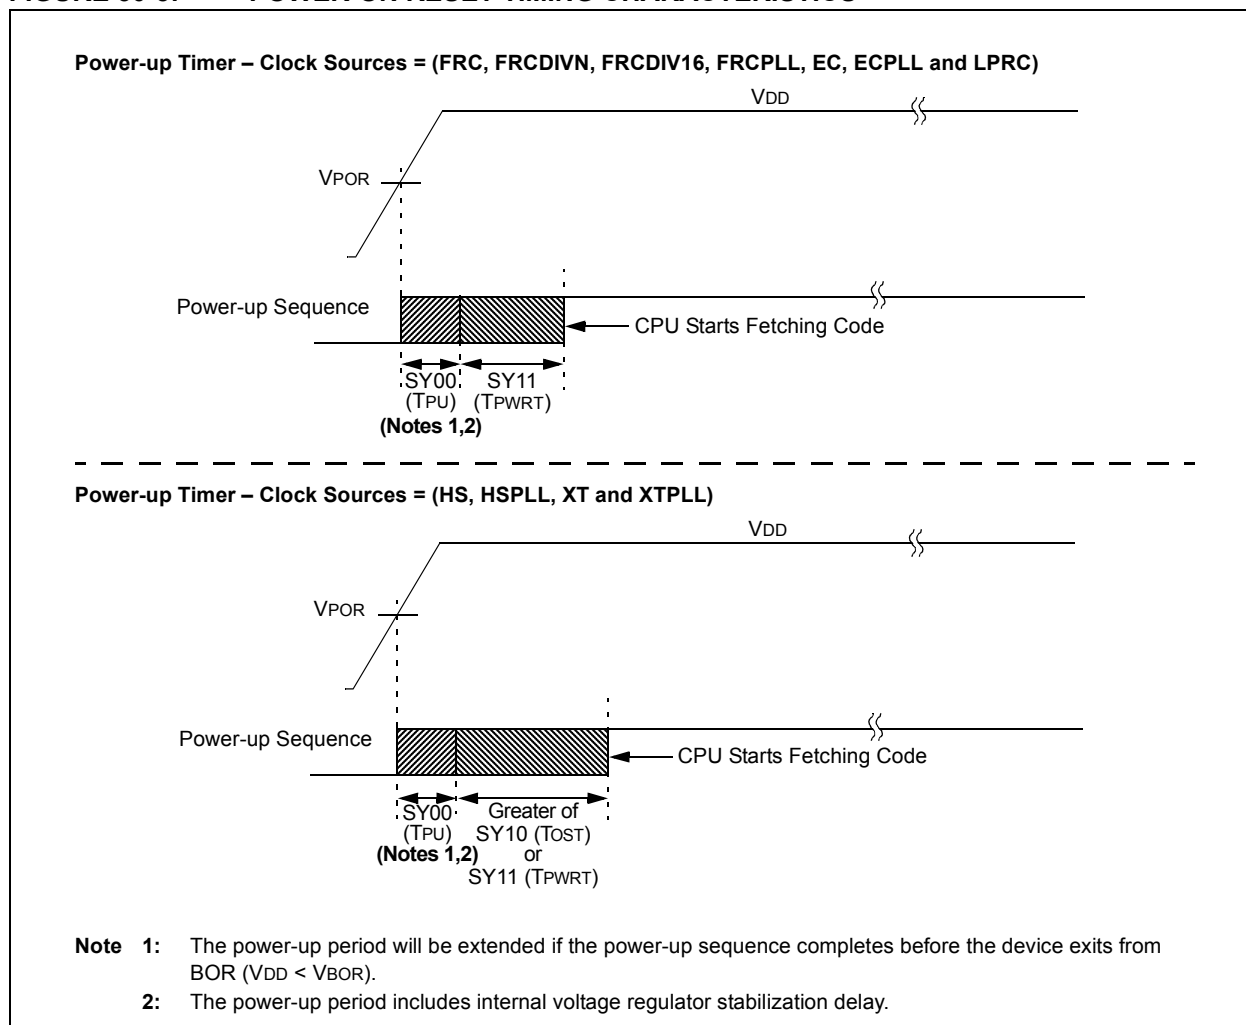 FIGURE 30-5: POWER-ON RESET TIMING CHARACTERISTICS
Power-up Timer – Clock Sources = (FRC, FRCDIVN, FRCDIV16, FRCPLL, EC, ECPLL and LPRC)
VDD
VPOR
Power-up Sequence
CPU Starts Fetching Code
SY00 SY11
(TPU) (TPWRT)
(Notes 1,2)
Power-up Timer – Clock Sources = (HS, HSPLL, XT and XTPLL)
VDD
VPOR
Power-up Sequence
CPU Starts Fetching Code
SY00 Greater of
(TPU) SY10 (TOST)
(Notes 1,2) or
SY11 (TPWRT)
Note 1: The power-up period will be extended if the power-up sequence completes before the device exits from
BOR (VDD < VBOR).
2: The power-up period includes internal voltage regulator stabilization delay.